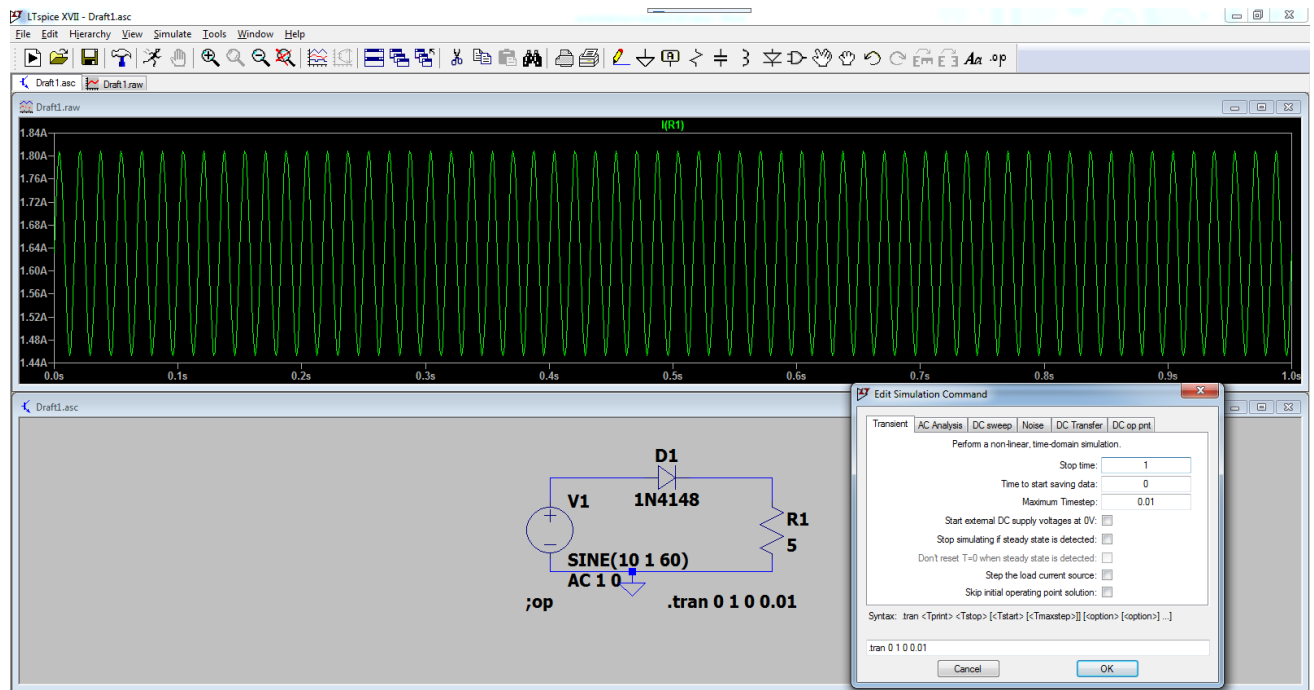 LTspice XVII - Draft1.asc
File Edit Hierarchy View Simulate Tools Window Help
Aa .op
Draft1.asc Draft1.raw
Draft1.raw
I(R1)
1.84A
1.80A
1.76A
1.72A
1.68A
1.64A
1.60A
1.56A
1.52A
1.48A
1.44A
0.0s 0.1s 0.2s 0.3s 0.4s 0.5s 0.6s 0.7s 0.8s 0.9s 1.0s
Draft1.asc
D1
1N4148
V1
R1
5
SINE(10 1 60)
AC 1 0
;op .tran 0 1 0 0.01
Edit Simulation Command
Transient AC Analysis DC sweep Noise DC Transfer DC op pnt
Perform a non-linear, time-domain simulation.
Stop time: 1
Time to start saving data: 0
Maximum Timestep: 0.01
Start external DC supply voltages at 0V:
Stop simulating if steady state is detected:
Don't reset T=0 when steady state is detected:
Step the load current source:
Skip initial operating point solution:
Syntax: .tran <Tprint> <Tstop> [<Tstart> [<Tmaxstep>]] [<option> [<option>] ...]
.tran 0 1 0 0.01
Cancel OK